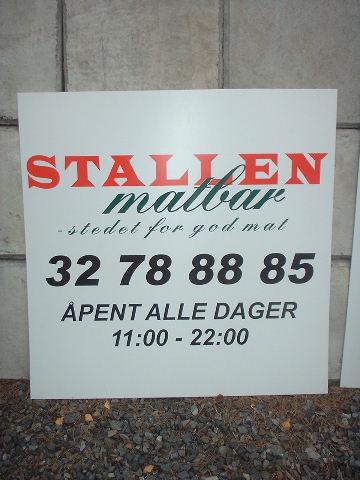 STALLEN
matbar
- stedet for god mat
32 78 88 85
ÅPENT ALLE DAGER
11:00 - 22:00